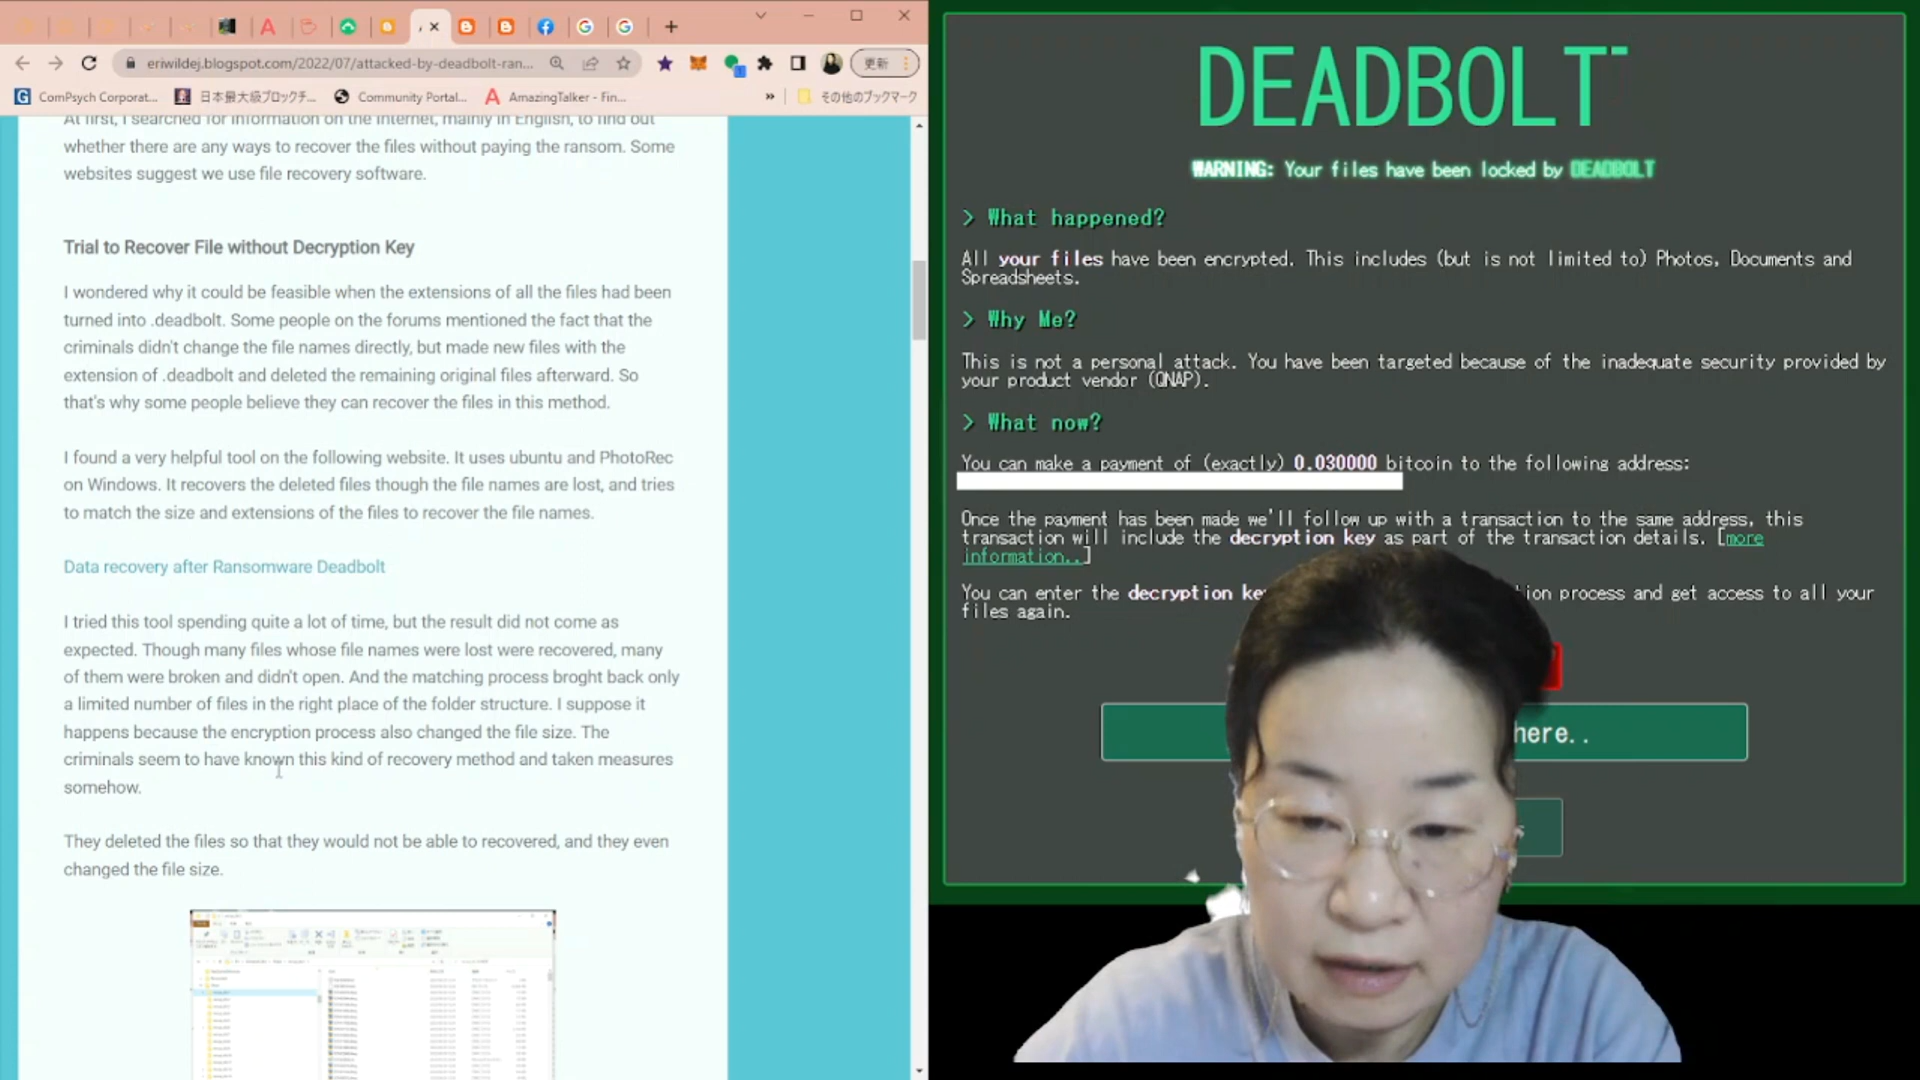 eriwildej.blogspot.com/2022/07/attacked-by-deadbolt-ran...
更新
ComPsych Corporat...
日本最大級ブロックチ...
Community Portal...
AmazingTalker - Fin...
»
その他のブックマーク
At first, I searched for information on the internet, mainly in English, to find out
whether there are any ways to recover the files without paying the ransom. Some
websites suggest we use file recovery software.
Trial to Recover File without Decryption Key
I wondered why it could be feasible when the extensions of all the files had been
turned into .deadbolt. Some people on the forums mentioned the fact that the
criminals didn't change the file names directly, but made new files with the
extension of .deadbolt and deleted the remaining original files afterward. So
that's why some people believe they can recover the files in this method.
I found a very helpful tool on the following website. It uses ubuntu and PhotoRec
on Windows. It recovers the deleted files though the file names are lost, and tries
to match the size and extensions of the files to recover the file names.
Data recovery after Ransomware Deadbolt
I tried this tool spending quite a lot of time, but the result did not come as
expected. Though many files whose file names were lost were recovered, many
of them were broken and didn't open. And the matching process broght back only
a limited number of files in the right place of the folder structure. I suppose it
happens because the encryption process also changed the file size. The
criminals seem to have known this kind of recovery method and taken measures
somehow.
They deleted the files so that they would not be able to recovered, and they even
changed the file size.
DEADBOLT
WARNING: Your files have been locked by DEADBOLT
> What happened?
All your files have been encrypted. This includes (but is not limited to) Photos, Documents and
Spreadsheets.
> Why Me?
This is not a personal attack. You have been targeted because of the inadequate security provided by
your product vendor (QNAP).
> What now?
You can make a payment of (exactly) 0.030000 bitcoin to the following address:
Once the payment has been made we'll follow up with a transaction to the same address, this
transaction will include the decryption key as part of the transaction details. [more
information..]
You can enter the decryption key ion process and get access to all your
files again.
here..